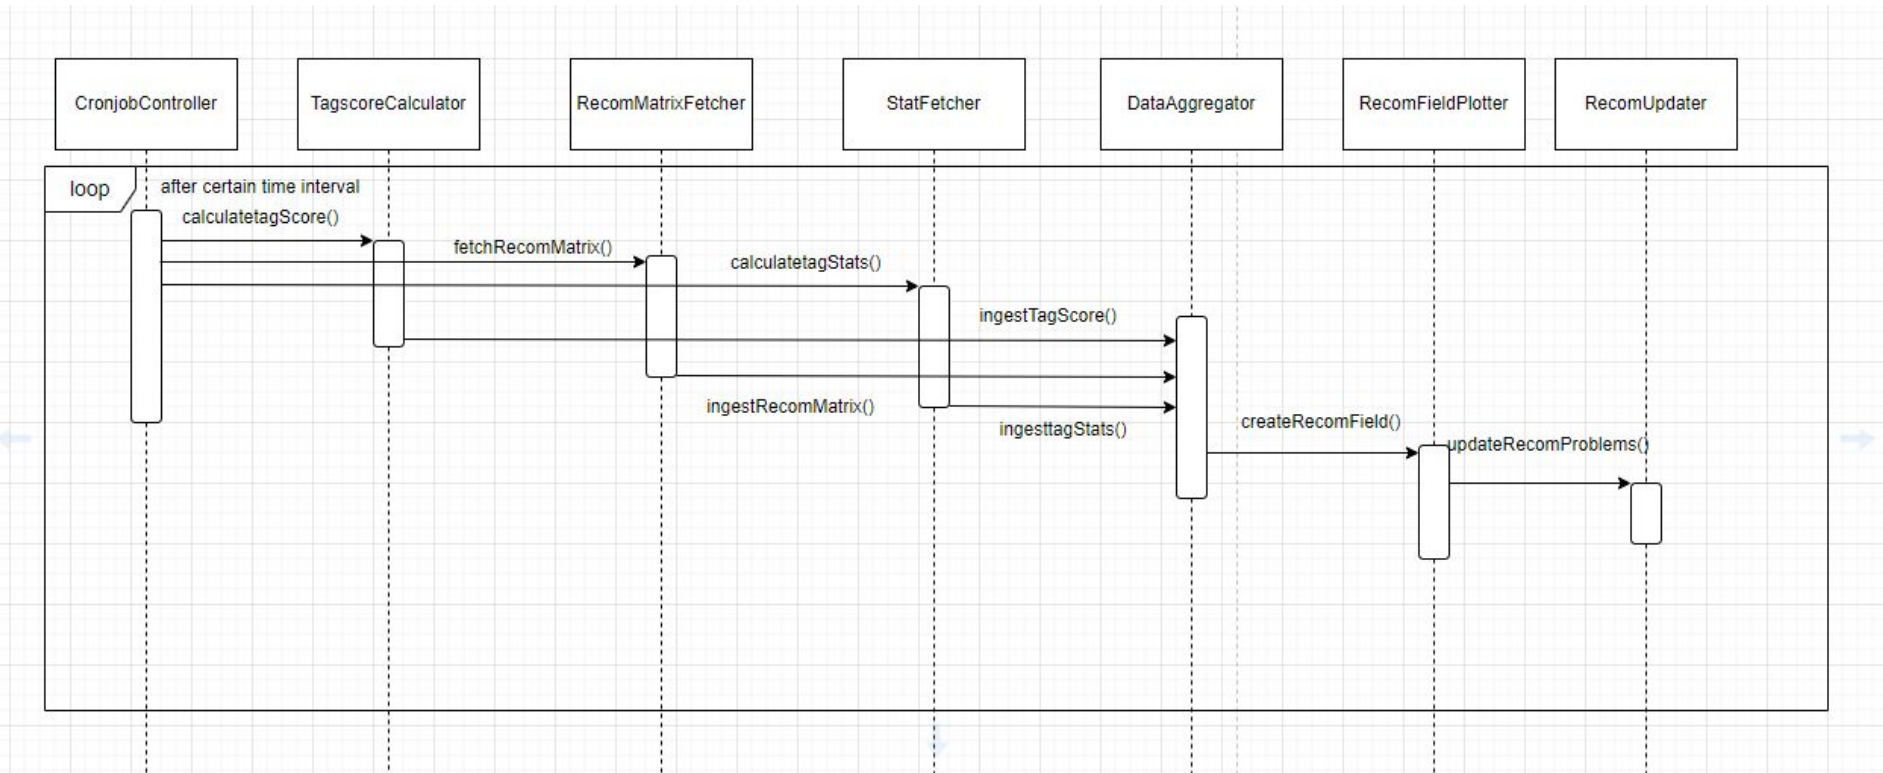 CronjobController
TagscoreCalculator
RecomMatrixFetcher
StatFetcher
DataAggregator
RecomFieldPlotter
RecomUpdater
loop
after certain time interval
calculatetagScore()
fetchRecomMatrix()
calculatetagStats()
ingestTagScore()
ingestRecomMatrix()
ingesttagStats()
createRecomField()
updateRecomProblems()